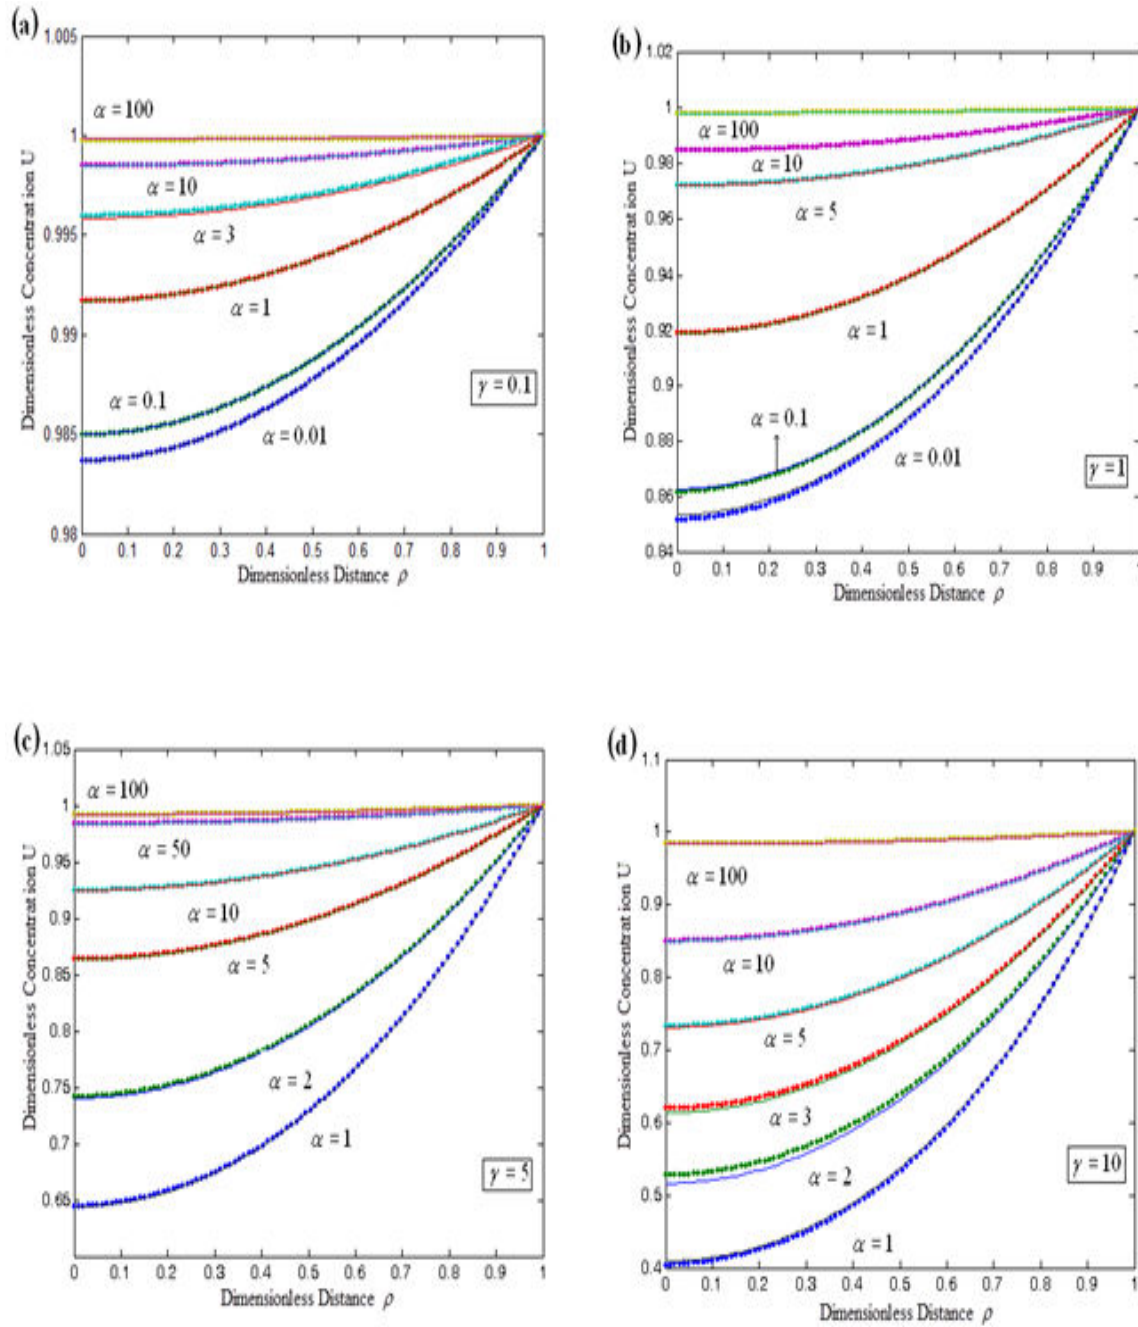 (a)
1.005
1
0.995
0.99
0.985
0.98
Dimensionless Concentration U
α = 100
α = 10
α = 3
α = 1
α = 0.1
α = 0.01
γ = 0.1
0 0.1 0.2 0.3 0.4 0.5 0.6 0.7 0.8 0.9 1
Dimensionless Distance ρ
(b)
1.02
1
0.98
0.96
0.94
0.92
0.9
0.88
0.86
0.84
Dimensionless Concentration U
α = 100
α = 10
α = 5
α = 1
α = 0.1
α = 0.01
γ = 1
0 0.1 0.2 0.3 0.4 0.5 0.6 0.7 0.8 0.9 1
Dimensionless Distance ρ
(c)
1.05
1
0.95
0.9
0.85
0.8
0.75
0.7
0.65
Dimensionless Concentration U
α = 100
α = 50
α = 10
α = 5
α = 2
α = 1
γ = 5
0 0.1 0.2 0.3 0.4 0.5 0.6 0.7 0.8 0.9 1
Dimensionless Distance ρ
(d)
1.1
1
0.9
0.8
0.7
0.6
0.5
0.4
Dimensionless Concentration U
α = 100
α = 10
α = 5
α = 3
α = 2
α = 1
γ = 10
0 0.1 0.2 0.3 0.4 0.5 0.6 0.7 0.8 0.9 1
Dimensionless Distance ρ